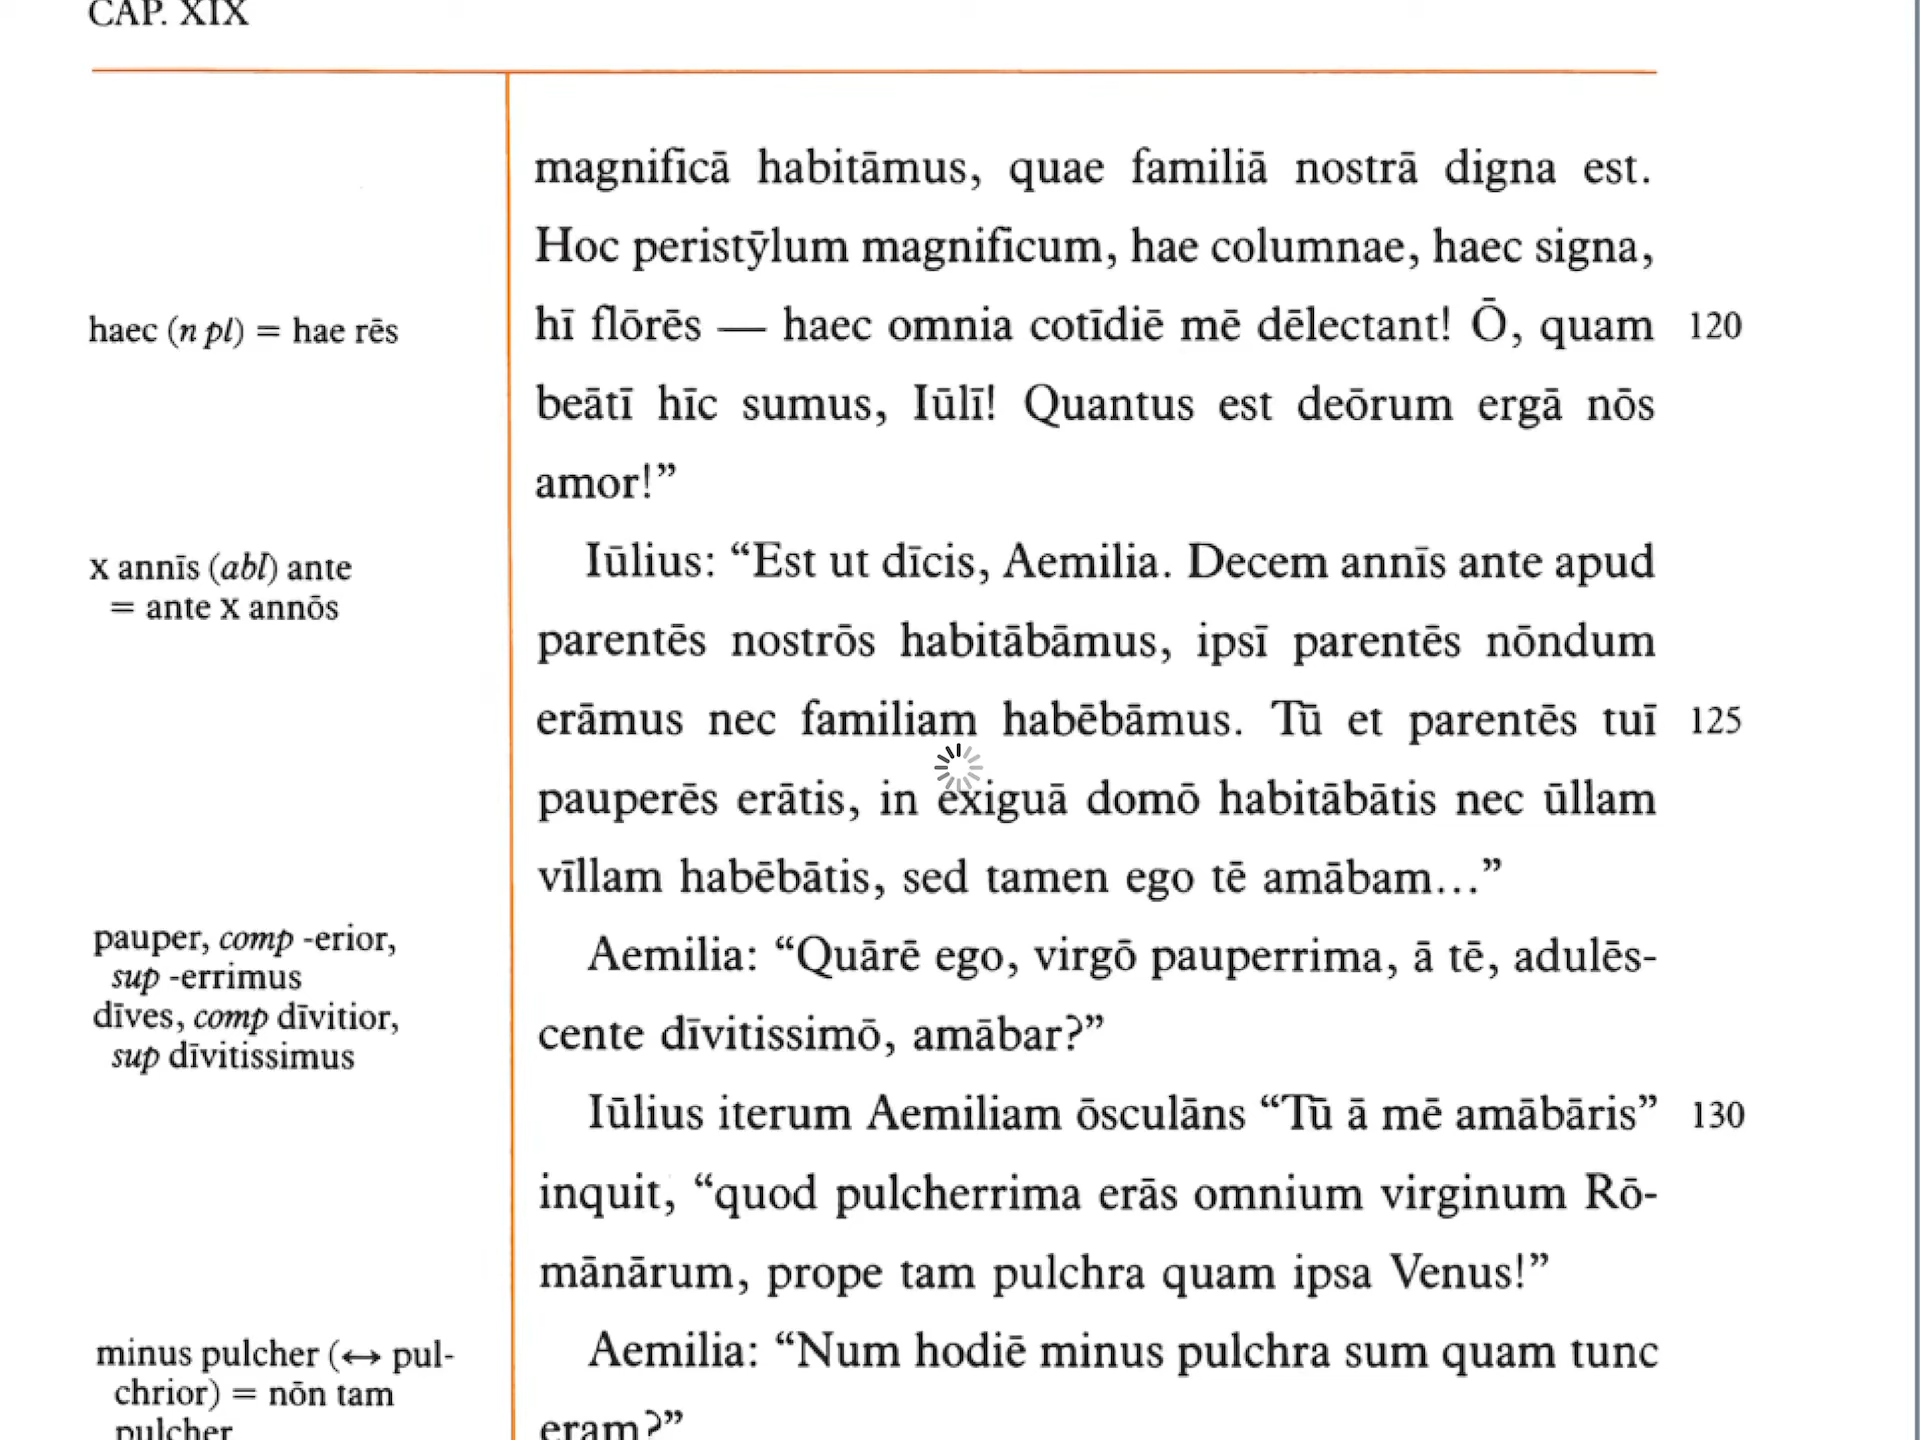 CAP. XIX
magnificā habitāmus, quae familiā nostrā digna est.
Hoc peristȳlum magnificum, hae columnae, haec signa,
haec (n pl) = hae rēs
hī flōrēs — haec omnia cotīdiē mē dēlectant! Ō, quam 120
beātī hīc sumus, Iūlī! Quantus est deōrum ergā nōs
amor!”
x annīs (abl) ante
= ante x annōs
Iūlius: “Est ut dīcis, Aemilia. Decem annīs ante apud
parentēs nostrōs habitābāmus, ipsī parentēs nōndum
erāmus nec familiam habēbāmus. Tū et parentēs tuī 125
pauperēs erātis, in exiguā domō habitābātis nec ūllam
vīllam habēbātis, sed tamen ego tē amābam...”
pauper, comp -erior,
sup -errimus
dīves, comp dīvitior,
sup dīvitissimus
Aemilia: “Quārē ego, virgō pauperrima, ā tē, adulēs-
cente dīvitissimō, amābar?”
Iūlius iterum Aemiliam ōsculāns “Tū ā mē amābāris” 130
inquit, “quod pulcherrima erās omnium virginum Rō-
mānārum, prope tam pulchra quam ipsa Venus!”
minus pulcher (↔ pul-
chrior) = nōn tam
pulcher
Aemilia: “Num hodiē minus pulchra sum quam tunc
eram?”